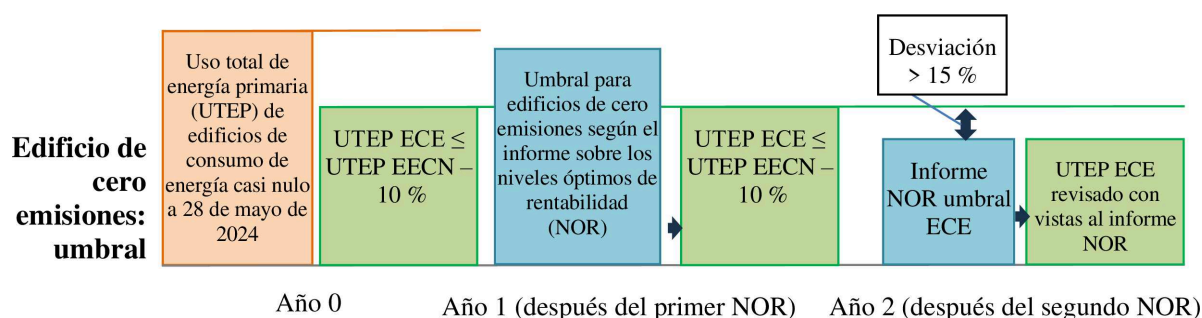 Edificio de
cero
emisiones:
umbral
Uso total de
energía primaria
(UTEP) de
edificios de
consumo de
energía casi nulo
a 28 de mayo de
2024
UTEP ECE ≤
UTEP EECN –
10 %
Umbral para
edificios de cero
emisiones según el
informe sobre los
niveles óptimos de
rentabilidad
(NOR)
UTEP ECE ≤
UTEP EECN –
10 %
Desviación
> 15 %
Informe
NOR umbral
ECE
UTEP ECE
revisado con
vistas al informe
NOR
Año 0
Año 1 (después del primer NOR)
Año 2 (después del segundo NOR)